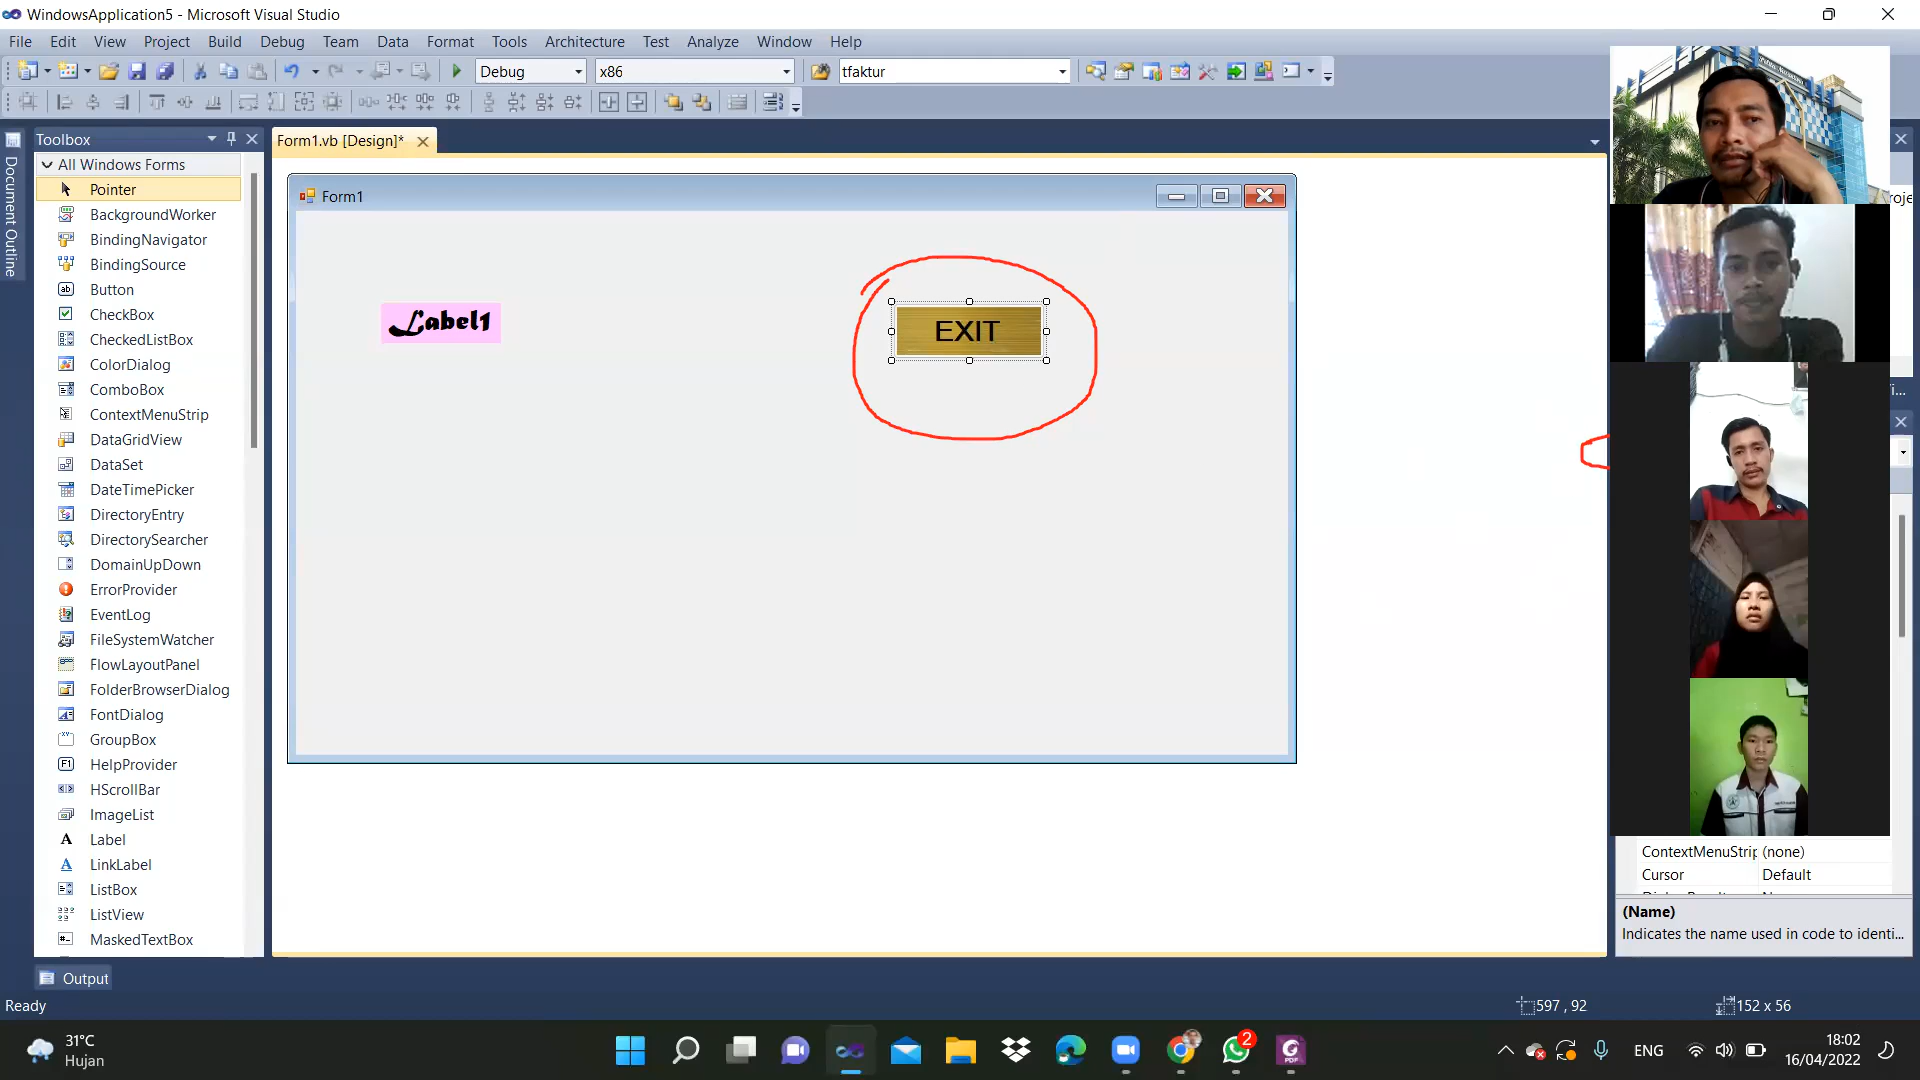 WindowsApplication5 - Microsoft Visual Studio
File Edit View Project Build Debug Team Data Format Tools Architecture Test Analyze Window Help
Debug x86 tfaktur
Toolbox
Form1.vb [Design]*
Document Outline
All Windows Forms
Pointer
BackgroundWorker
BindingNavigator
BindingSource
Button
CheckBox
CheckedListBox
ColorDialog
ComboBox
ContextMenuStrip
DataGridView
DataSet
DateTimePicker
DirectoryEntry
DirectorySearcher
DomainUpDown
ErrorProvider
EventLog
FileSystemWatcher
FlowLayoutPanel
FolderBrowserDialog
FontDialog
GroupBox
HelpProvider
HScrollBar
ImageList
Label
LinkLabel
ListBox
ListView
MaskedTextBox
Form1
Label1
EXIT
ContextMenuStrip (none)
Cursor Default
(Name)
Indicates the name used in code to identi...
Output
Ready
597 , 92
152 x 56
31°C
Hujan
2
ENG
18:02
16/04/2022